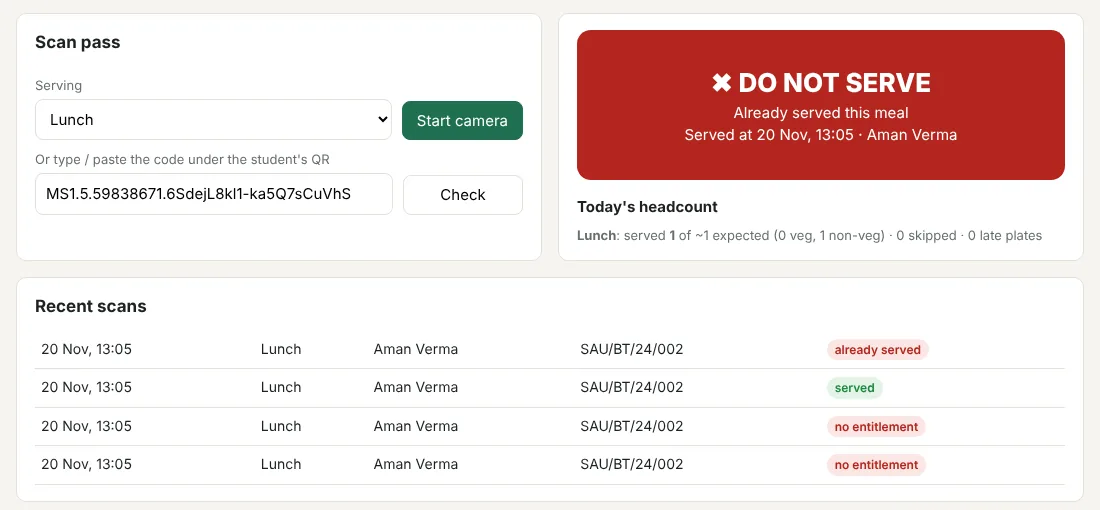 Scan pass
Serving
Lunch
Start camera
Or type / paste the code under the student's QR
MS1.5.59838671.6SdejL8kl1-ka5Q7sCuVhS
Check
✖ DO NOT SERVE
Already served this meal
Served at 20 Nov, 13:05 · Aman Verma
Today's headcount
Lunch: served 1 of ~1 expected (0 veg, 1 non-veg) · 0 skipped · 0 late plates
Recent scans
20 Nov, 13:05 Lunch Aman Verma SAU/BT/24/002 already served
20 Nov, 13:05 Lunch Aman Verma SAU/BT/24/002 served
20 Nov, 13:05 Lunch Aman Verma SAU/BT/24/002 no entitlement
20 Nov, 13:05 Lunch Aman Verma SAU/BT/24/002 no entitlement